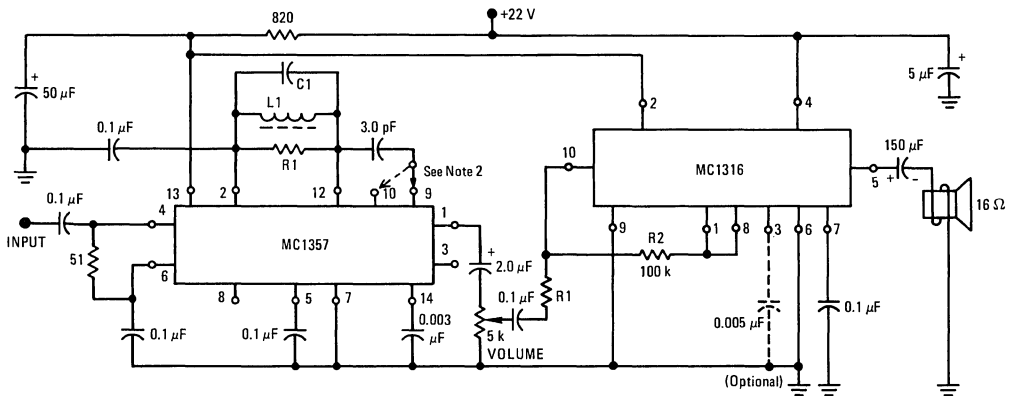 +22 V
820
+
50 μF
C1
L1
R1
0.1 μF
3.0 pF
See Note 2
+
5 μF
2
4
13
2
12
10
9
10
MC1316
150 μF
5
+ –
16 Ω
0.1 μF
INPUT
4
51
6
MC1357
1
3
+
2.0 μF
8
5
7
14
0.1 μF
0.1 μF
0.003
μF
5 k
VOLUME
0.1 μF
R1
R2
100 k
9
1
8
3
6
7
0.005 μF
0.1 μF
(Optional)